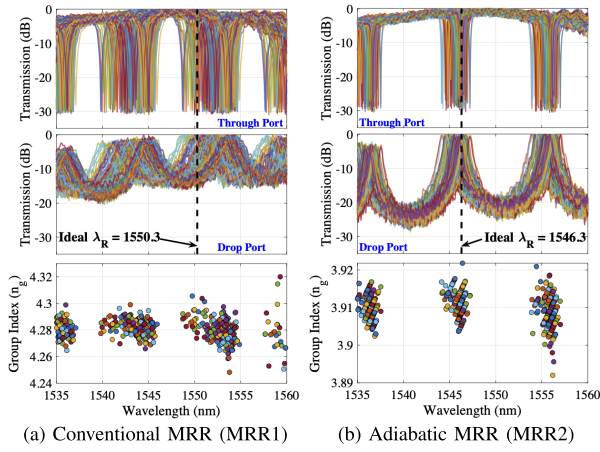 (a)
(b)
0
-10
-20
-30
Transmission (dB)
Through Port
0
-10
-20
-30
Transmission (dB)
Through Port
0
-10
-20
-30
Transmission (dB)
Ideal λR = 1550.3
Drop Port
0
-10
-20
-30
Transmission (dB)
Ideal λR = 1546.3
Drop Port
4.32
4.3
4.28
4.26
4.24
Group Index (ng)
1535 1540 1545 1550 1555 1560
Wavelength (nm)
3.92
3.91
3.9
3.89
Group Index (ng)
1535 1540 1545 1550 1555 1560
Wavelength (nm)
(a) Conventional MRR (MRR1)
(b) Adiabatic MRR (MRR2)